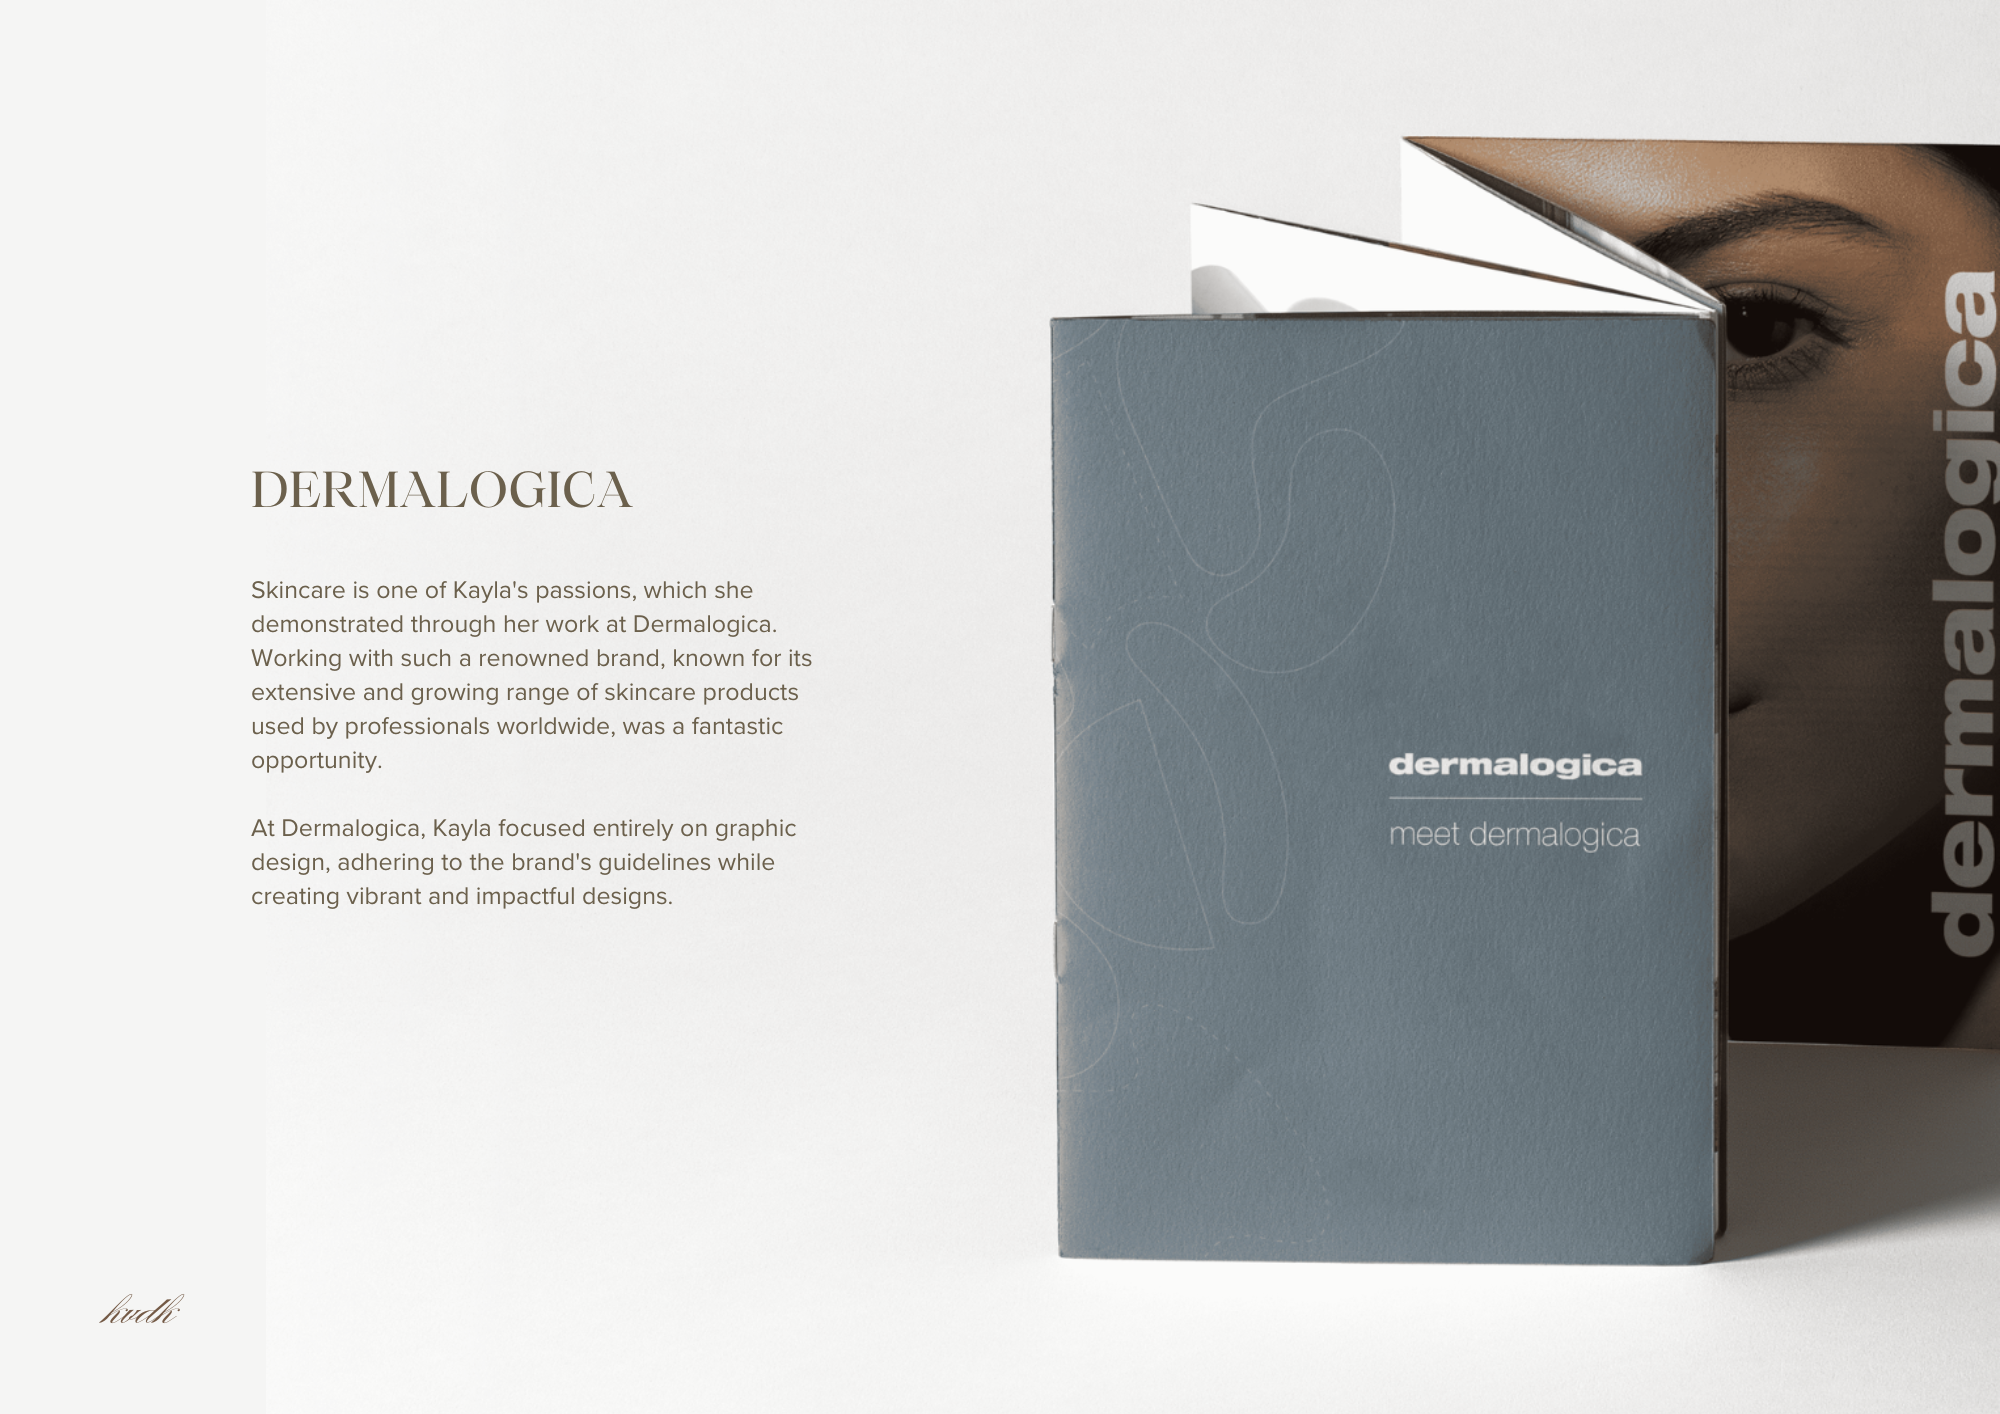 DERMALOGICA
Skincare is one of Kayla's passions, which she
demonstrated through her work at Dermalogica.
Working with such a renowned brand, known for its
extensive and growing range of skincare products
used by professionals worldwide, was a fantastic
opportunity.
At Dermalogica, Kayla focused entirely on graphic
design, adhering to the brand's guidelines while
creating vibrant and impactful designs.
kvdk
dermalogica
meet dermalogica
dermalogica